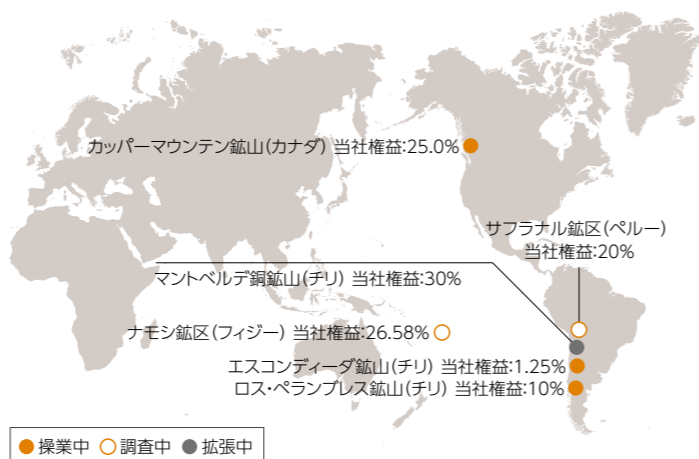 カッパーマウンテン鉱山(カナダ) 当社権益:25.0%
サフラナル鉱区(ペルー)
当社権益:20%
マントベルデ銅鉱山(チリ) 当社権益:30%
ナモシ鉱区(フィジー) 当社権益:26.58%
エスコンディーダ鉱山(チリ) 当社権益:1.25%
ロス・ペランブレス鉱山(チリ) 当社権益:10%
操業中 調査中 拡張中